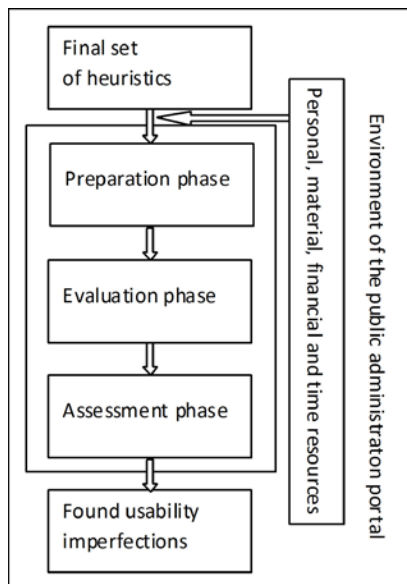 Final set
of heuristics
Preparation phase
Evaluation phase
Assessment phase
Found usability
imperfections
Personal, material, financial and time resources
Environment of the public administraton portal